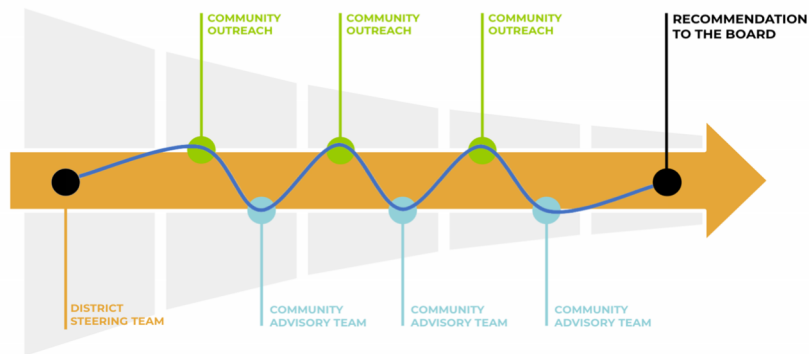 COMMUNITY
OUTREACH
COMMUNITY
OUTREACH
COMMUNITY
OUTREACH
RECOMMENDATION
TO THE BOARD
DISTRICT
STEERING TEAM
COMMUNITY
ADVISORY TEAM
COMMUNITY
ADVISORY TEAM
COMMUNITY
ADVISORY TEAM